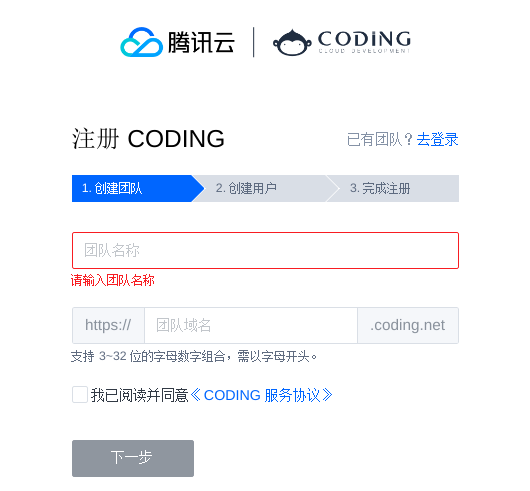 腾讯云 CODING
CLOUD DEVELOPMENT
注册 CODING 已有团队？去登录
1. 创建团队 2. 创建用户 3. 完成注册
团队名称
请输入团队名称
https:// 团队域名 .coding.net
支持 3~32 位的字母数字组合，需以字母开头。
我已阅读并同意《 CODING 服务协议》
下一步